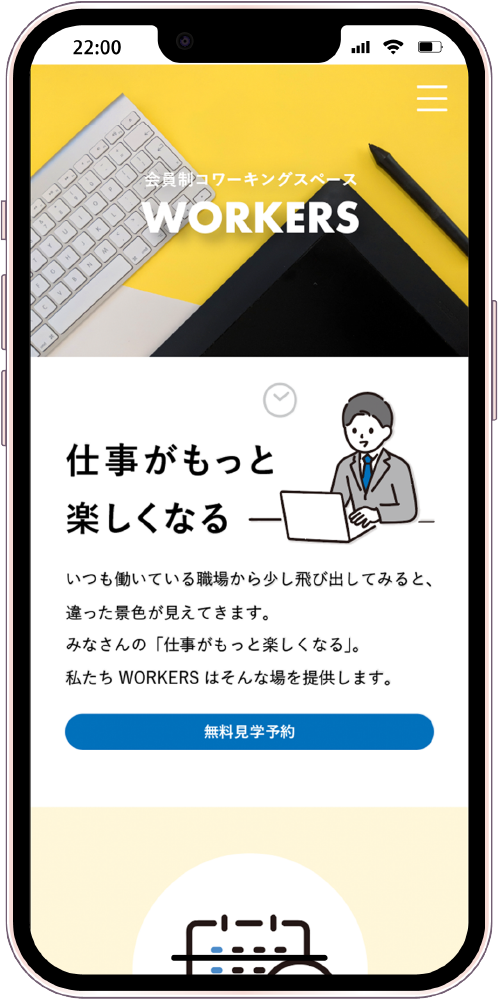 22:00
会員制コワーキングスペース
WORKERS
仕事がもっと
楽しくなる
いつも働いている職場から少し飛び出してみると、
違った景色が見えてきます。
みなさんの「仕事がもっと楽しくなる」。
私たち WORKERS はそんな場を提供します。
無料見学予約